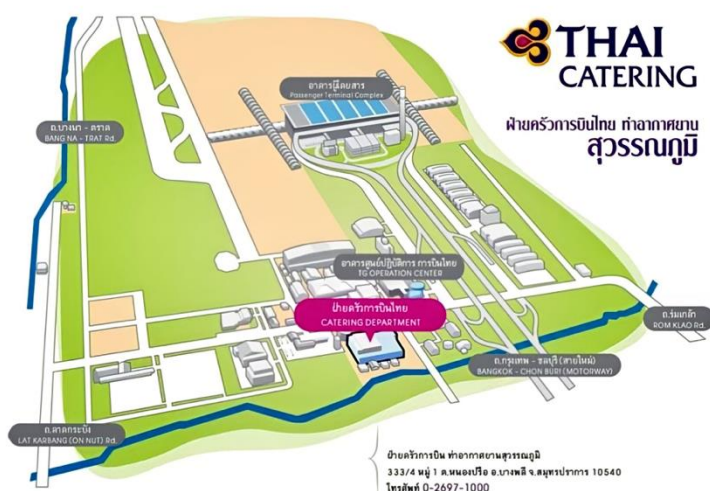 THAI
CATERING
ฝ่ายครัวการบินไทย ท่าอากาศยาน
สุวรรณภูมิ
อาคารผู้โดยสาร
Passenger Terminal Complex
ถ.บางนา - ตราด
BANG NA - TRAT Rd.
อาคารศูนย์ปฏิบัติการ การบินไทย
TG OPERATION CENTER
ฝ่ายครัวการบินไทย
CATERING DEPARTMENT
ถ.ร่มเกล้า
ROM KLAO Rd.
ถ.กรุงเทพ - ชลบุรี (สายใหม่)
BANGKOK - CHON BURI (MOTORWAY)
ถ.ลาดกระบัง
LAT KARBANG (ON NUT) Rd.
ฝ่ายครัวการบิน ท่าอากาศยานสุวรรณภูมิ
333/4 หมู่ 1 ต.หนองปรือ อ.บางพลี จ.สมุทรปราการ 10540
โทรศัพท์ 0-2697-1000